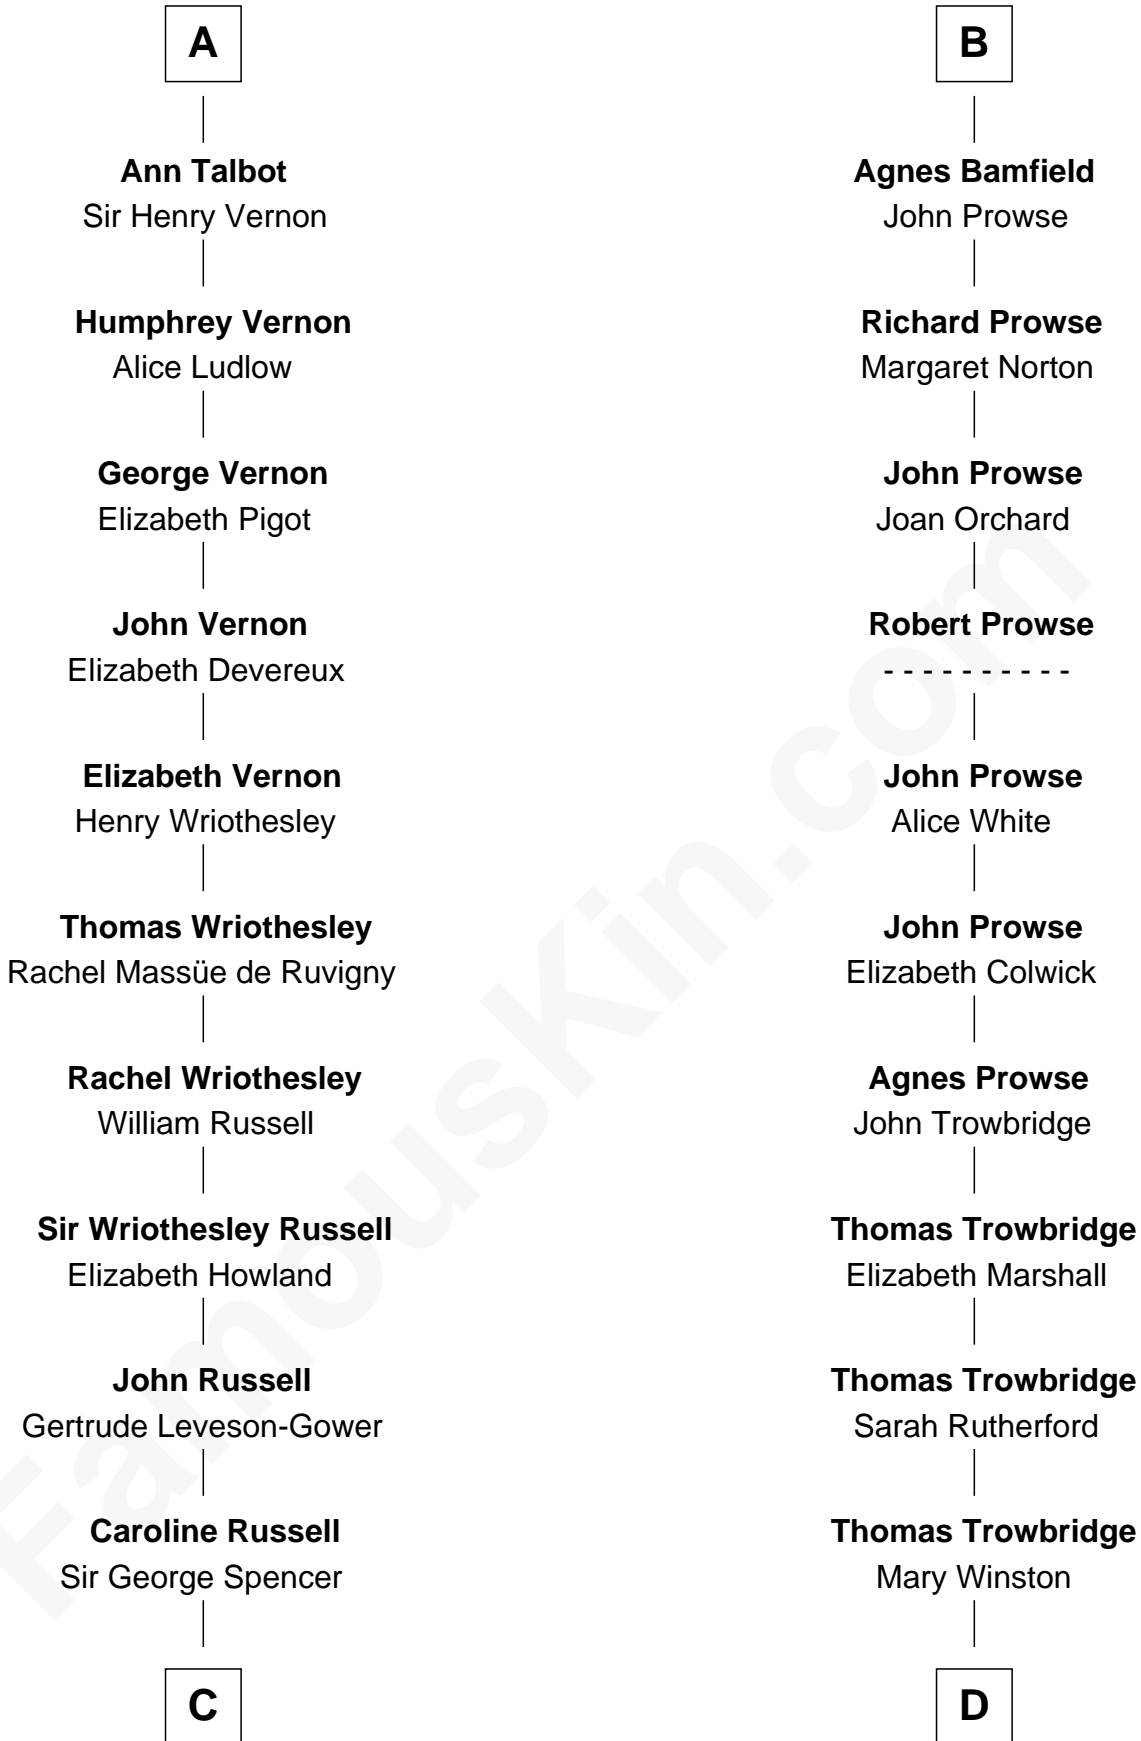 A
Ann Talbot
Sir Henry Vernon
Humphrey Vernon
Alice Ludlow
George Vernon
Elizabeth Pigot
John Vernon
Elizabeth Devereux
Elizabeth Vernon
Henry Wriothesley
Thomas Wriothesley
Rachel Massüe de Ruvigny
Rachel Wriothesley
William Russell
Sir Wriothesley Russell
Elizabeth Howland
John Russell
Gertrude Leveson-Gower
Caroline Russell
Sir George Spencer
C
B
Agnes Bamfield
John Prowse
Richard Prowse
Margaret Norton
John Prowse
Joan Orchard
Robert Prowse
- - - - - - - - - -
John Prowse
Alice White
John Prowse
Elizabeth Colwick
Agnes Prowse
John Trowbridge
Thomas Trowbridge
Elizabeth Marshall
Thomas Trowbridge
Sarah Rutherford
Thomas Trowbridge
Mary Winston
D
FamousKin.com